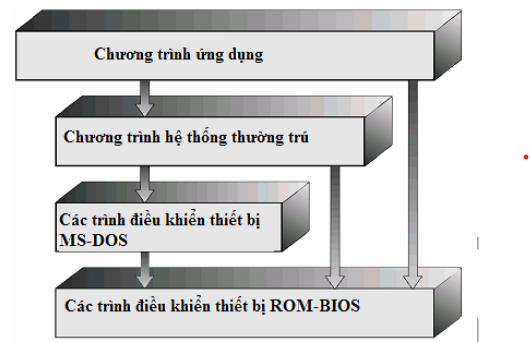 Chương trình ứng dụng
Chương trình hệ thống thường trú
Các trình điều khiển thiết bị
MS-DOS
Các trình điều khiển thiết bị ROM-BIOS